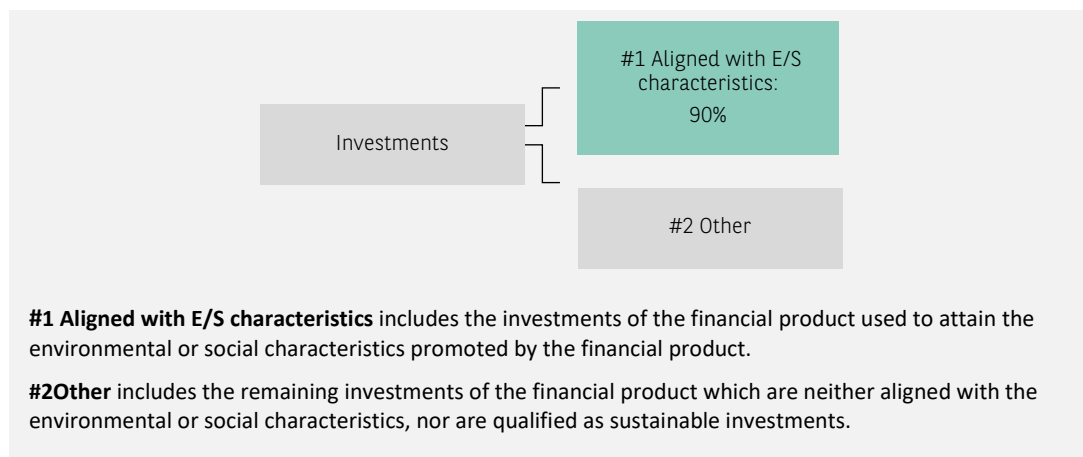 #1 Aligned with E/S
characteristics:
90%
Investments
#2 Other
#1 Aligned with E/S characteristics includes the investments of the financial product used to attain the
environmental or social characteristics promoted by the financial product.
#2Other includes the remaining investments of the financial product which are neither aligned with the
environmental or social characteristics, nor are qualified as sustainable investments.